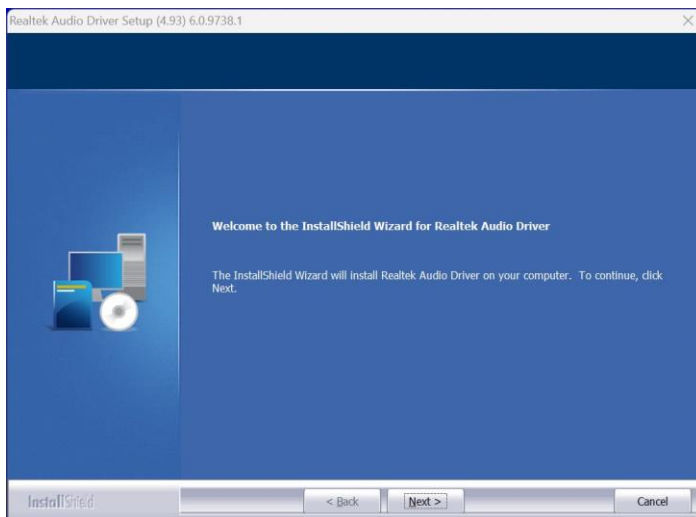 Realtek Audio Driver Setup (4.93) 6.0.9738.1
Welcome to the InstallShield Wizard for Realtek Audio Driver
The InstallShield Wizard will install Realtek Audio Driver on your computer. To continue, click
Next.
InstallShield
< Back
Next >
Cancel